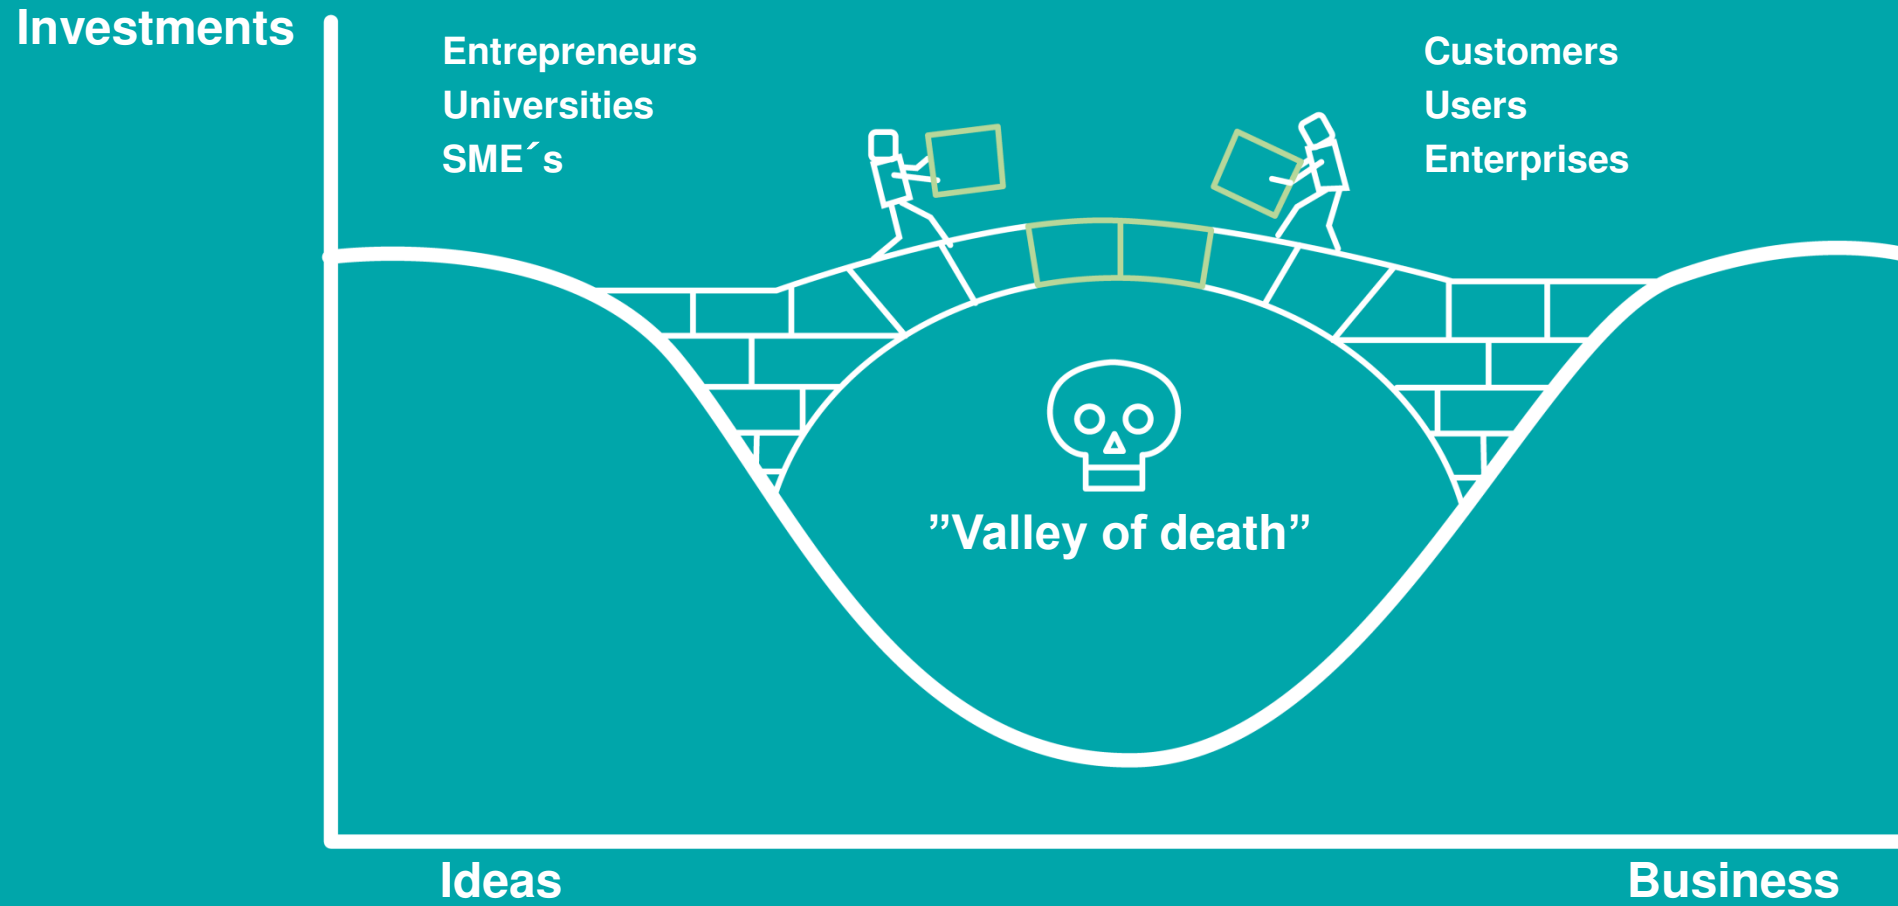 Investments
Entrepreneurs
Universities
SME´s
Customers
Users
Enterprises
”Valley of death”
Ideas
Business